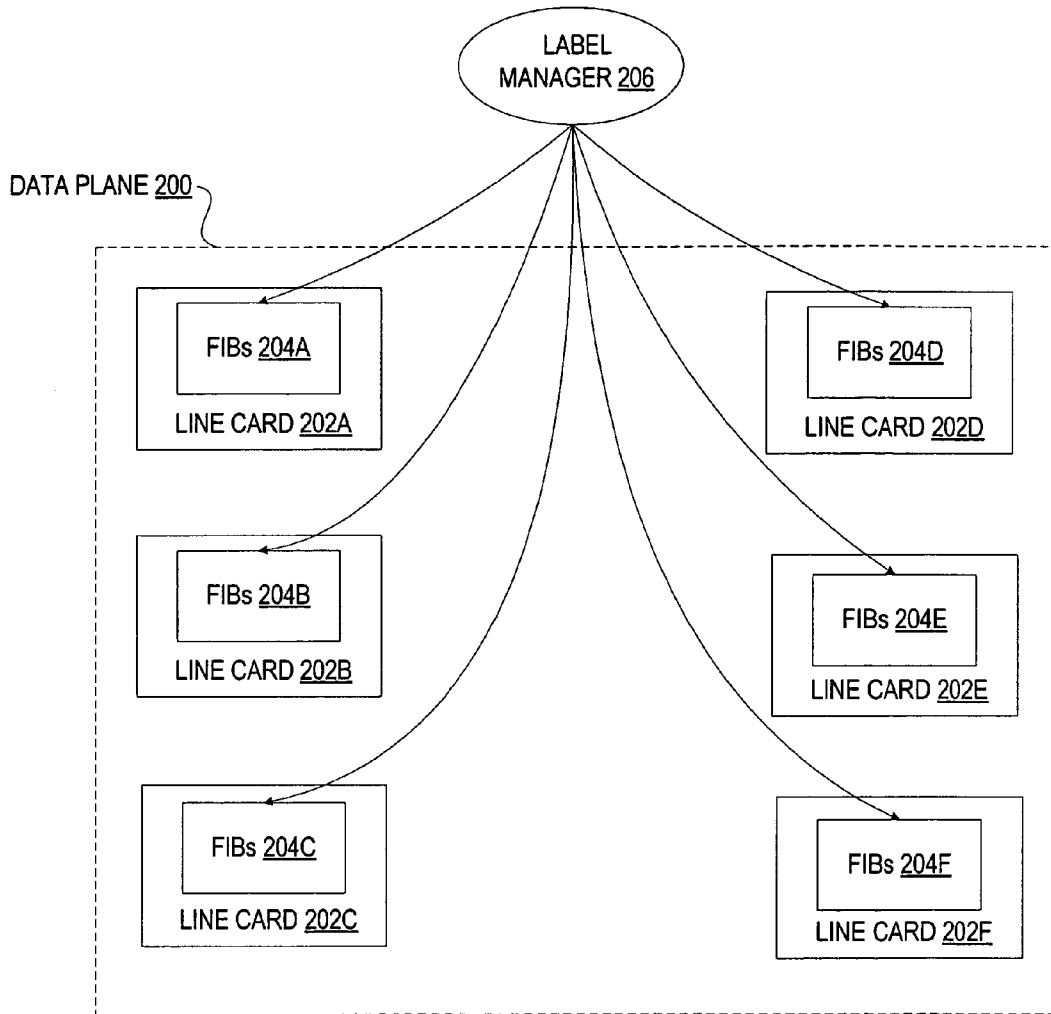 LABEL
MANAGER 206
DATA PLANE 200
FIBs 204A
LINE CARD 202A
FIBs 204D
LINE CARD 202D
FIBs 204B
LINE CARD 202B
FIBs 204E
LINE CARD 202E
FIBs 204C
LINE CARD 202C
FIBs 204F
LINE CARD 202F